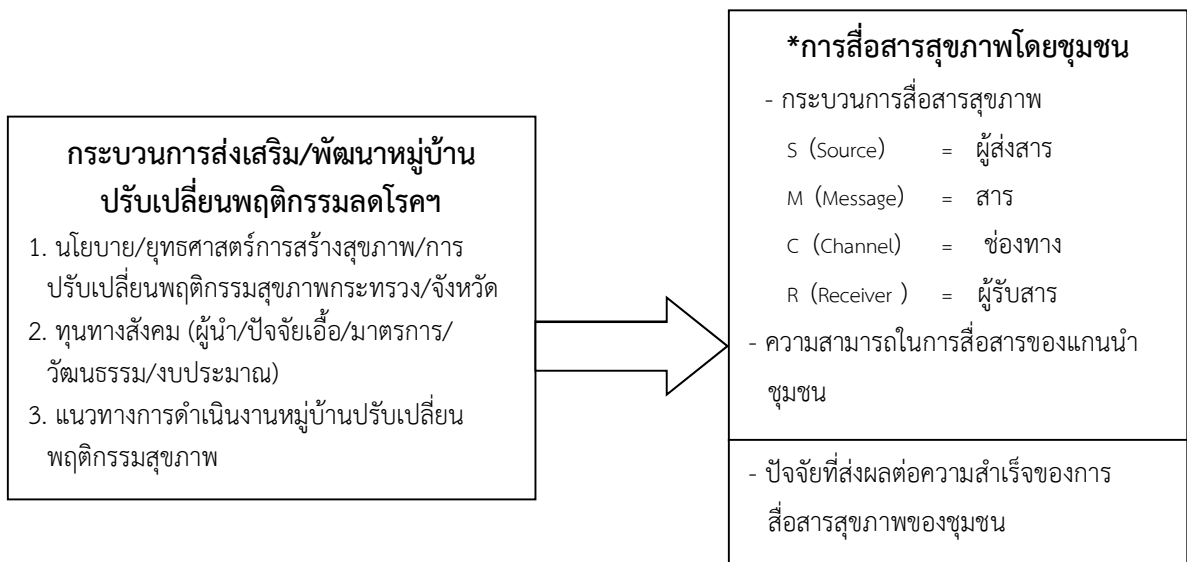 กระบวนการส่งเสริม/พัฒนาหมู่บ้าน
ปรับเปลี่ยนพฤติกรรมลดโรคฯ
1. นโยบาย/ยุทธศาสตร์การสร้างสุขภาพ/การ
ปรับเปลี่ยนพฤติกรรมสุขภาพกระทรวง/จังหวัด
2. ทุนทางสังคม (ผู้นำ/ปัจจัยเอื้อ/มาตรการ/
วัฒนธรรม/งบประมาณ)
3. แนวทางการดำเนินงานหมู่บ้านปรับเปลี่ยน
พฤติกรรมสุขภาพ
*การสื่อสารสุขภาพโดยชุมชน
- กระบวนการสื่อสารสุขภาพ
S (Source) = ผู้ส่งสาร
M (Message) = สาร
C (Channel) = ช่องทาง
R (Receiver ) = ผู้รับสาร
- ความสามารถในการสื่อสารของแกนนำ
ชุมชน
- ปัจจัยที่ส่งผลต่อความสำเร็จของการ
สื่อสารสุขภาพของชุมชน